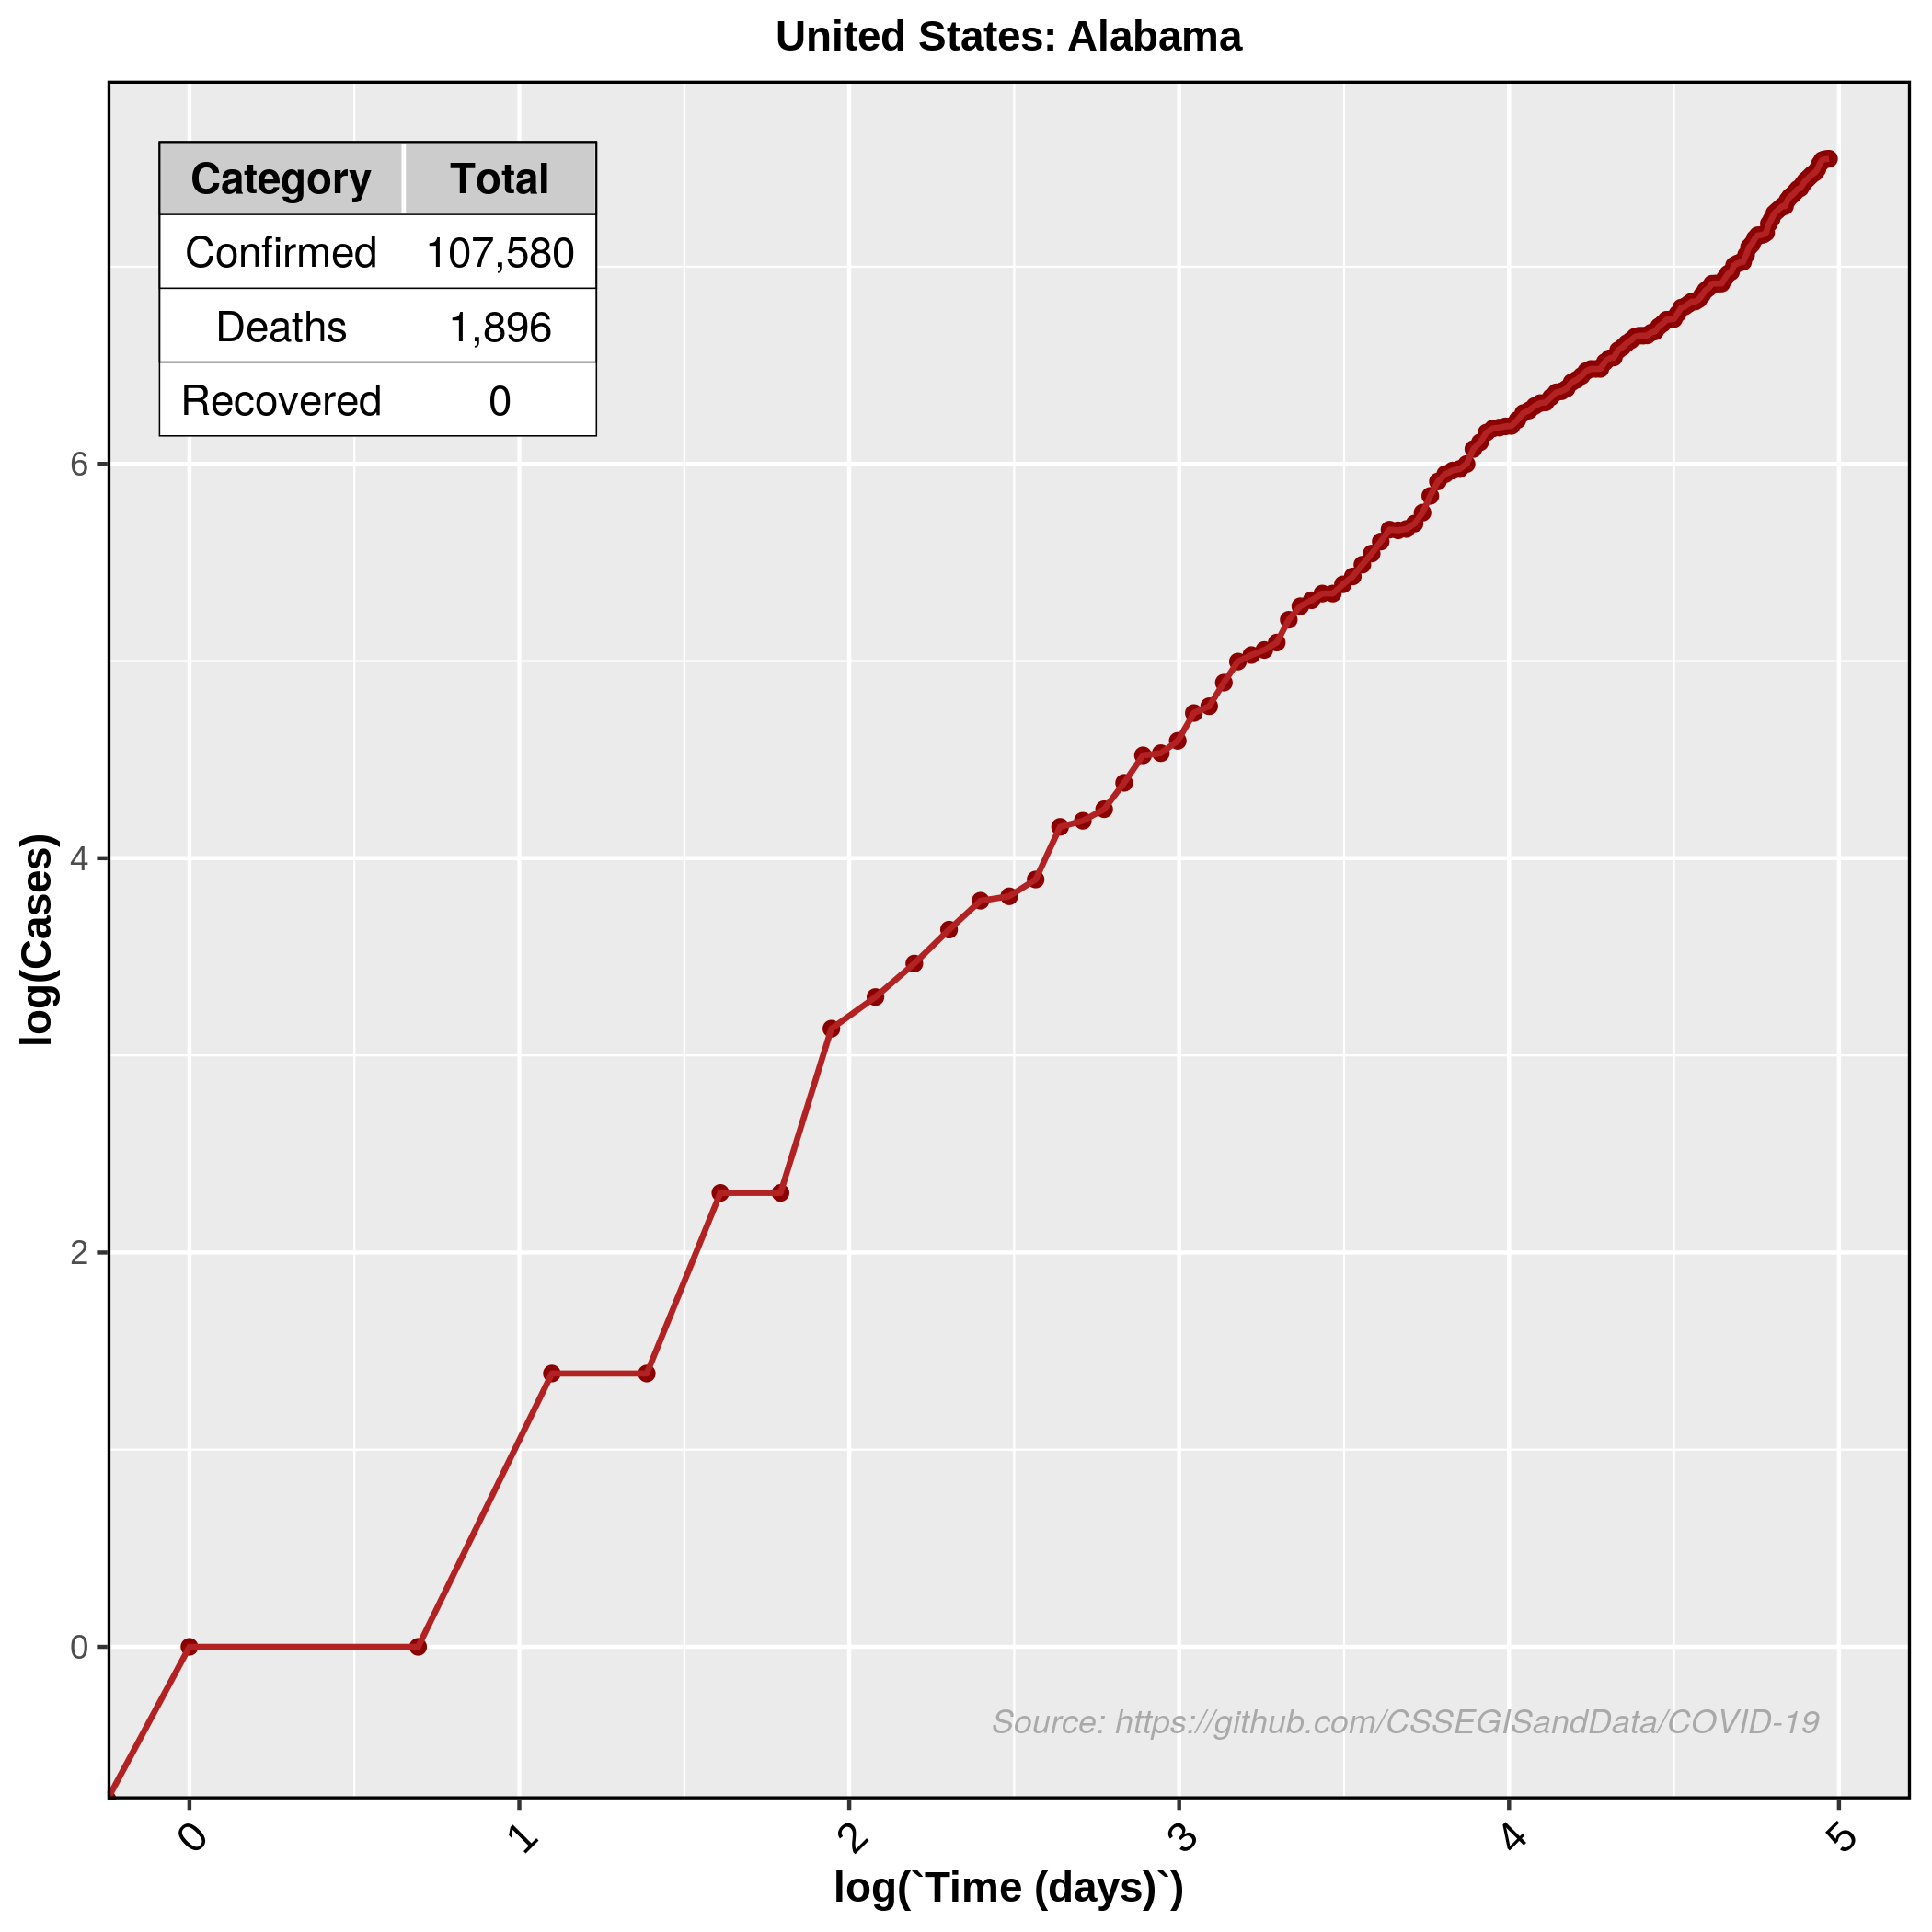 United States: Alabama
Category Total
Confirmed 107,580
Deaths 1,896
Recovered 0
6
4
2
0
log(Cases)
Source: https://github.com/CSSEGISandData/COVID-19
0 1 2 3 4 5
log(`Time (days)`)